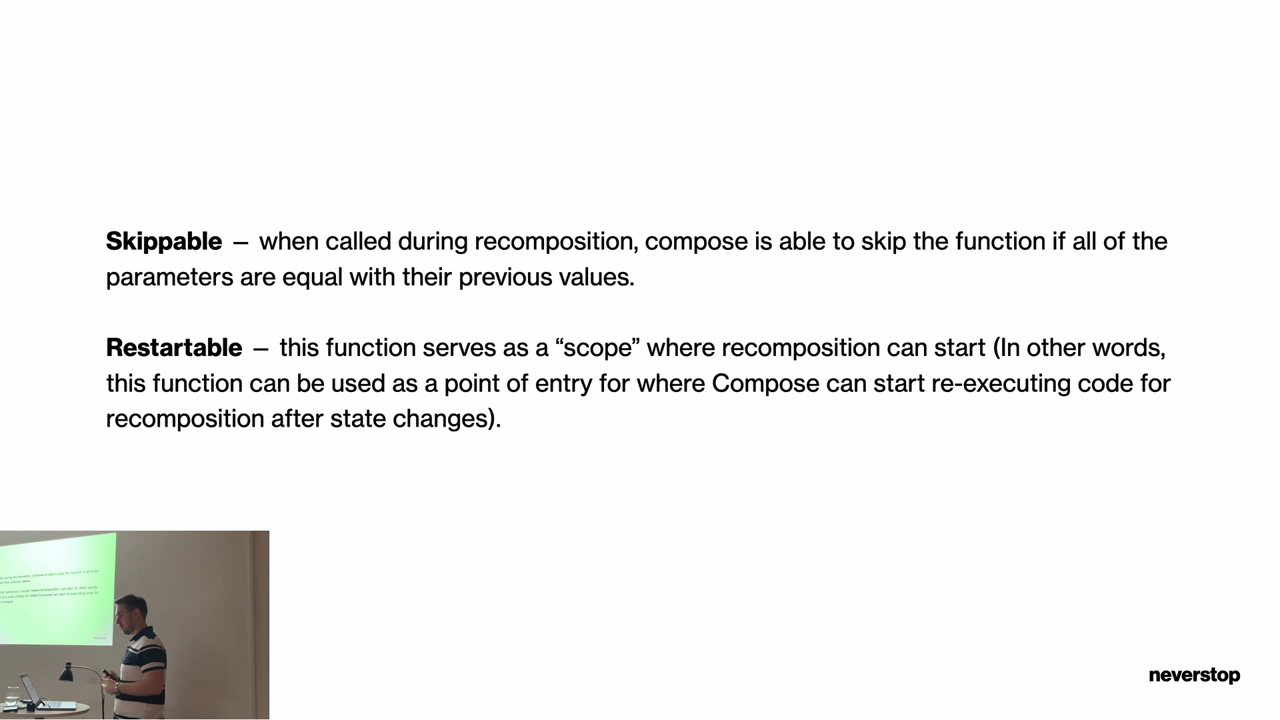 Skippable – when called during recomposition, compose is able to skip the function if all of the
parameters are equal with their previous values.
Restartable – this function serves as a “scope” where recomposition can start (In other words,
this function can be used as a point of entry for where Compose can start re-executing code for
recomposition after state changes).
neverstop